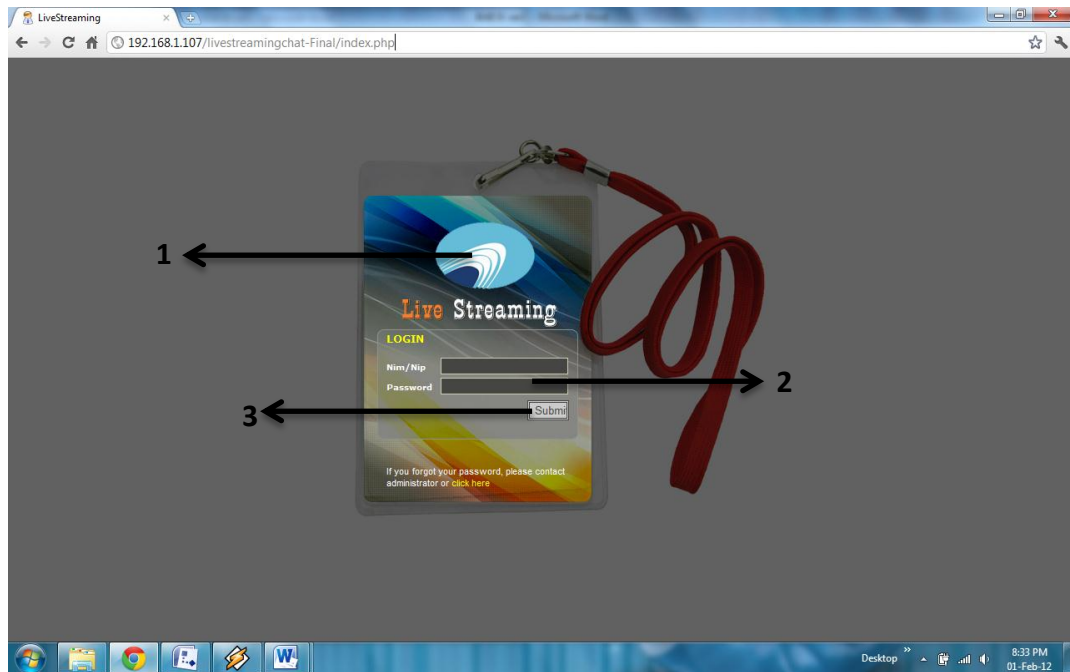 LiveStreaming
192.168.1.107/livestreamingchat-Final/index.php
1
Live Streaming
LOGIN
Nim/Nip
Password
2
3
Submi
If you forgot your password, please contact
administrator or click here
Desktop
8:33 PM
01-Feb-12